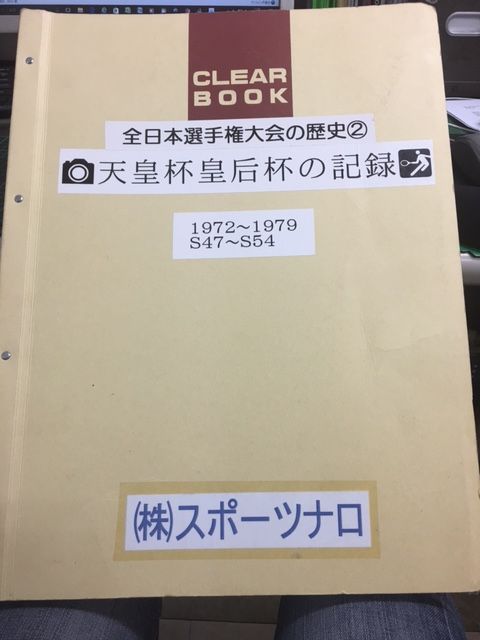 CLEAR
BOOK
全日本選手権大会の歴史②
天皇杯皇后杯の記録
1972～1979
S47～S54
㈱スポーツナロ